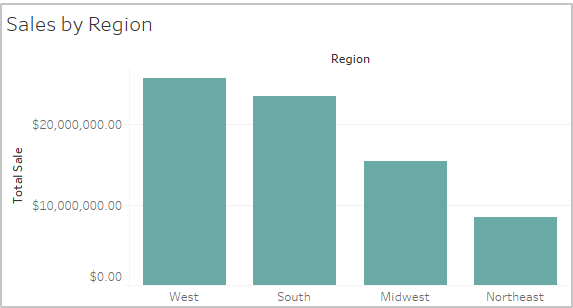 Sales by Region
Region
Total Sale
$20,000,000.00
$10,000,000.00
$0.00
West South Midwest Northeast